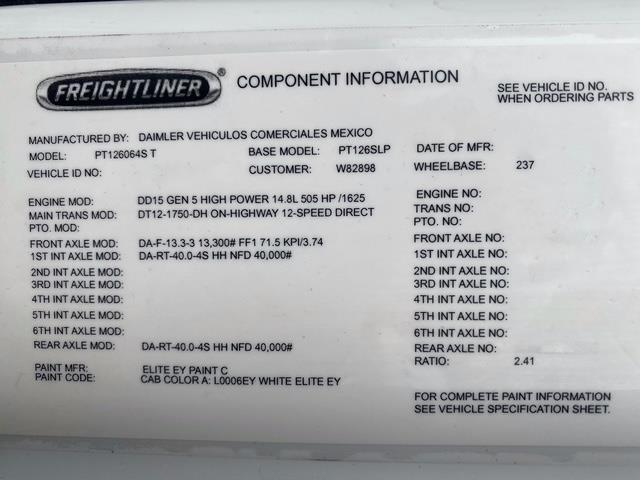 FREIGHTLINER ® COMPONENT INFORMATION
SEE VEHICLE ID NO.
WHEN ORDERING PARTS
MANUFACTURED BY: DAIMLER VEHICULOS COMERCIALES MEXICO
MODEL: PT126064S T BASE MODEL: PT126SLP DATE OF MFR:
VEHICLE ID NO: CUSTOMER: W82898 WHEELBASE: 237
ENGINE MOD: DD15 GEN 5 HIGH POWER 14.8L 505 HP /1625 ENGINE NO:
MAIN TRANS MOD: DT12-1750-DH ON-HIGHWAY 12-SPEED DIRECT TRANS NO:
PTO. MOD: PTO. NO:
FRONT AXLE MOD: DA-F-13.3-3 13,300# FF1 71.5 KPI/3.74 FRONT AXLE NO:
1ST INT AXLE MOD: DA-RT-40.0-4S HH NFD 40,000# 1ST INT AXLE NO:
2ND INT AXLE MOD: 2ND INT AXLE NO:
3RD INT AXLE MOD: 3RD INT AXLE NO:
4TH INT AXLE MOD: 4TH INT AXLE NO:
5TH INT AXLE MOD: 5TH INT AXLE NO:
6TH INT AXLE MOD: 6TH INT AXLE NO:
REAR AXLE MOD: DA-RT-40.0-4S HH NFD 40,000# REAR AXLE NO:
RATIO: 2.41
PAINT MFR: ELITE EY PAINT C
PAINT CODE: CAB COLOR A: L0006EY WHITE ELITE EY
FOR COMPLETE PAINT INFORMATION
SEE VEHICLE SPECIFICATION SHEET.